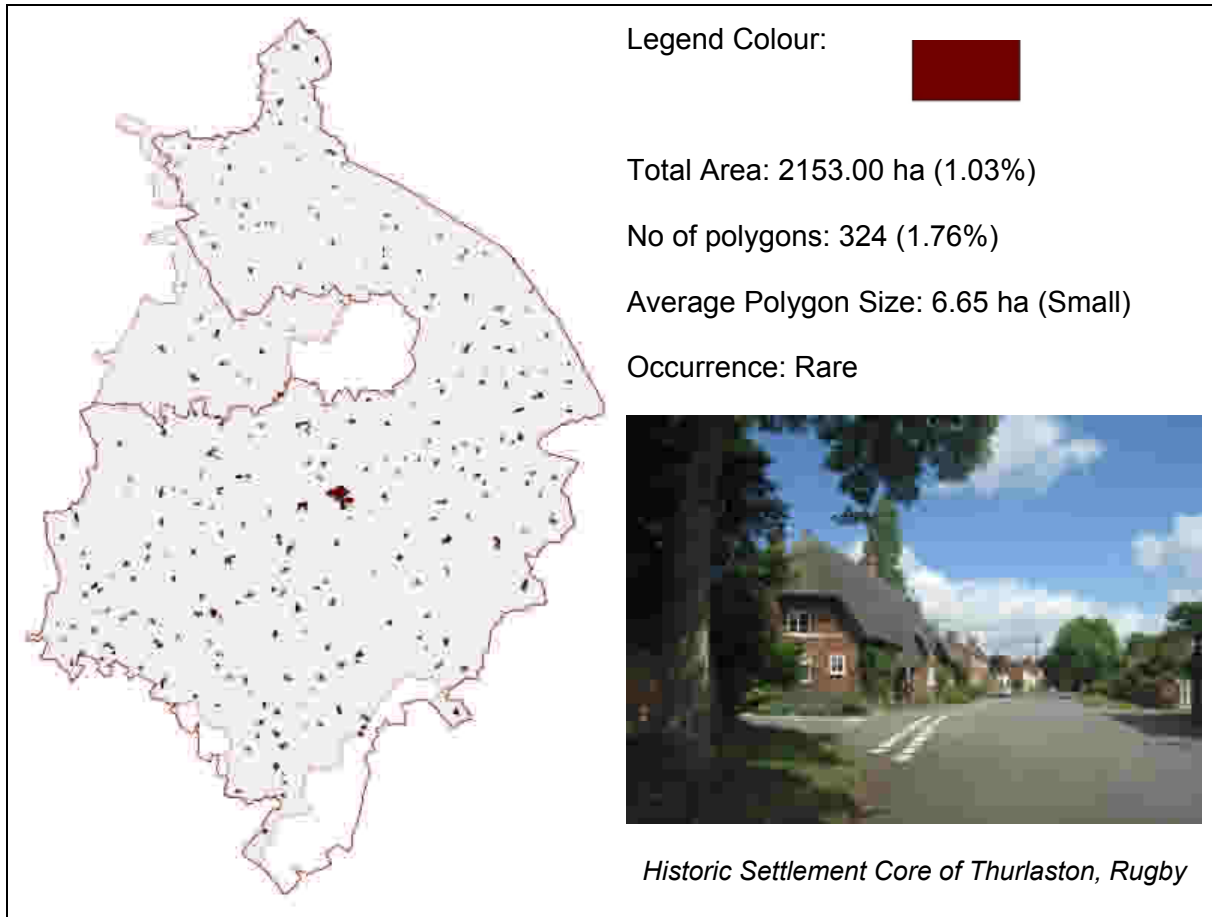 Legend Colour:
Total Area: 2153.00 ha (1.03%)
No of polygons: 324 (1.76%)
Average Polygon Size: 6.65 ha (Small)
Occurrence: Rare
Historic Settlement Core of Thurlaston, Rugby